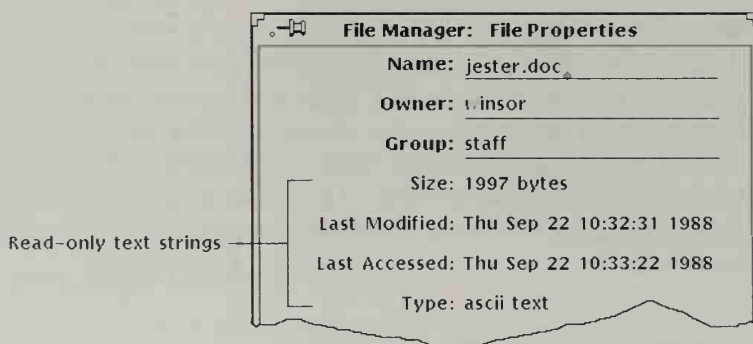 File Manager: File Properties
Name: jester.doc
Owner: winsor
Group: staff
Size: 1997 bytes
Last Modified: Thu Sep 22 10:32:31 1988
Last Accessed: Thu Sep 22 10:33:22 1988
Type: ascii text
Read-only text strings